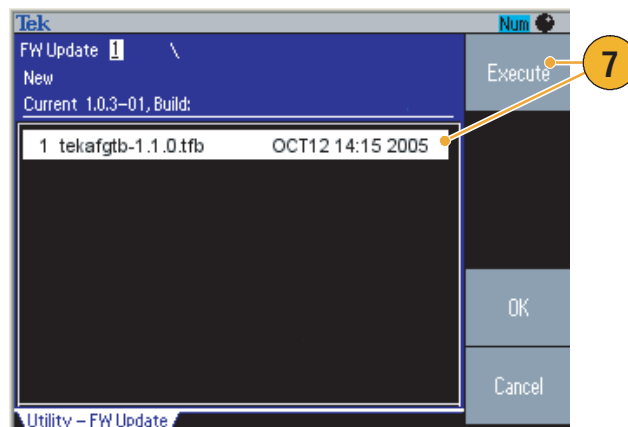 Tek
Num
FW Update 1 \
New
Current 1.0.3–01, Build:
1 tekafgtb-1.1.0.tfb OCT12 14:15 2005
Execute
7
OK
Cancel
Utility – FW Update